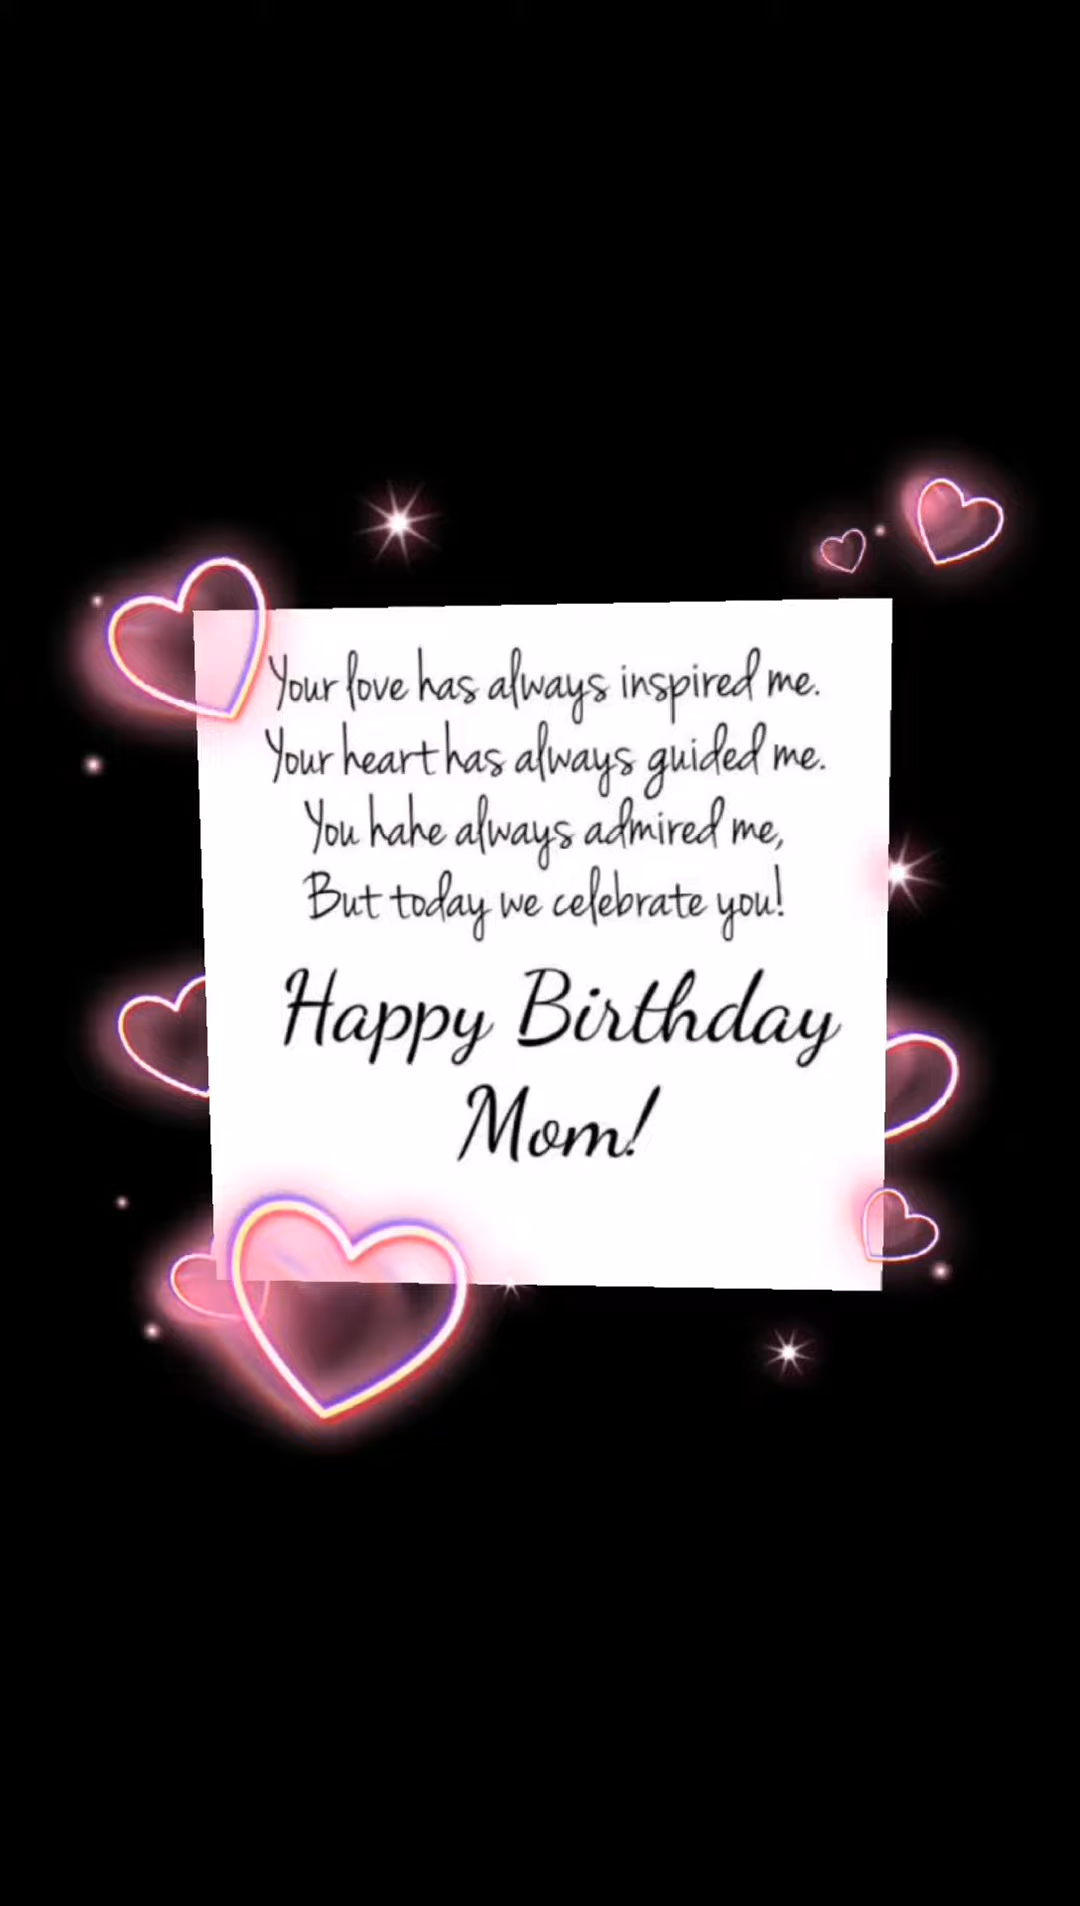 Your love has always inspired me.
Your heart has always guided me.
You hahe always admired me,
But today we celebrate you!
Happy Birthday
Mom!